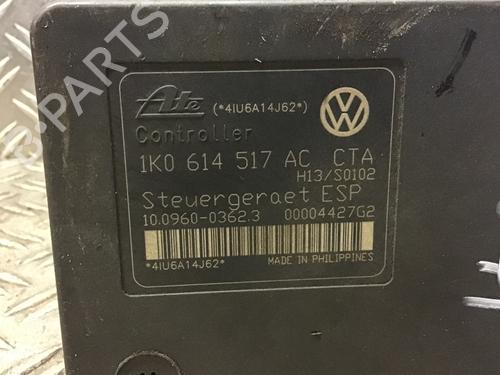 B-PARTS
Ate (*4IU6A14J62*)
Controller
1K0 614 517 AC CTA
H13/S0102
Steuergeraet ESP
10.0960-0362.3 00004427G2
*4IU6A14J62* MADE IN PHILIPPINES